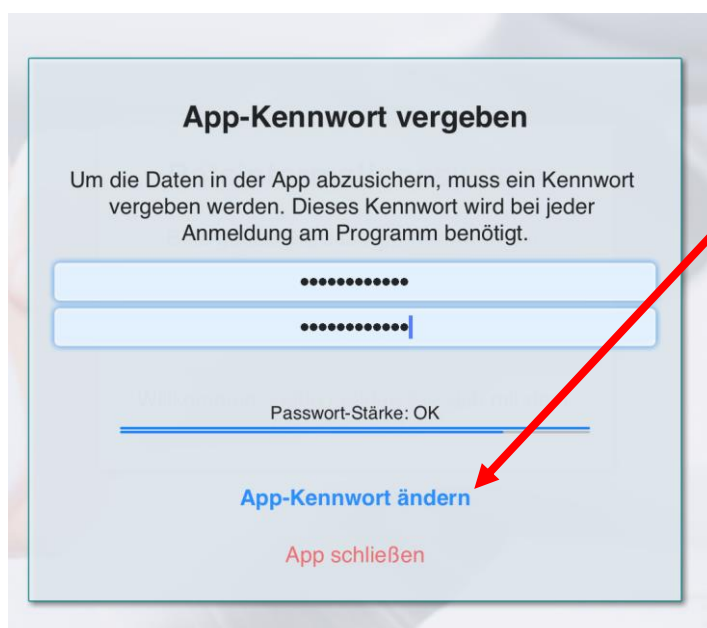 App-Kennwort vergeben
Um die Daten in der App abzusichern, muss ein Kennwort
vergeben werden. Dieses Kennwort wird bei jeder
Anmeldung am Programm benötigt.
••••••••••••
••••••••••••
Passwort-Stärke: OK
App-Kennwort ändern
App schließen